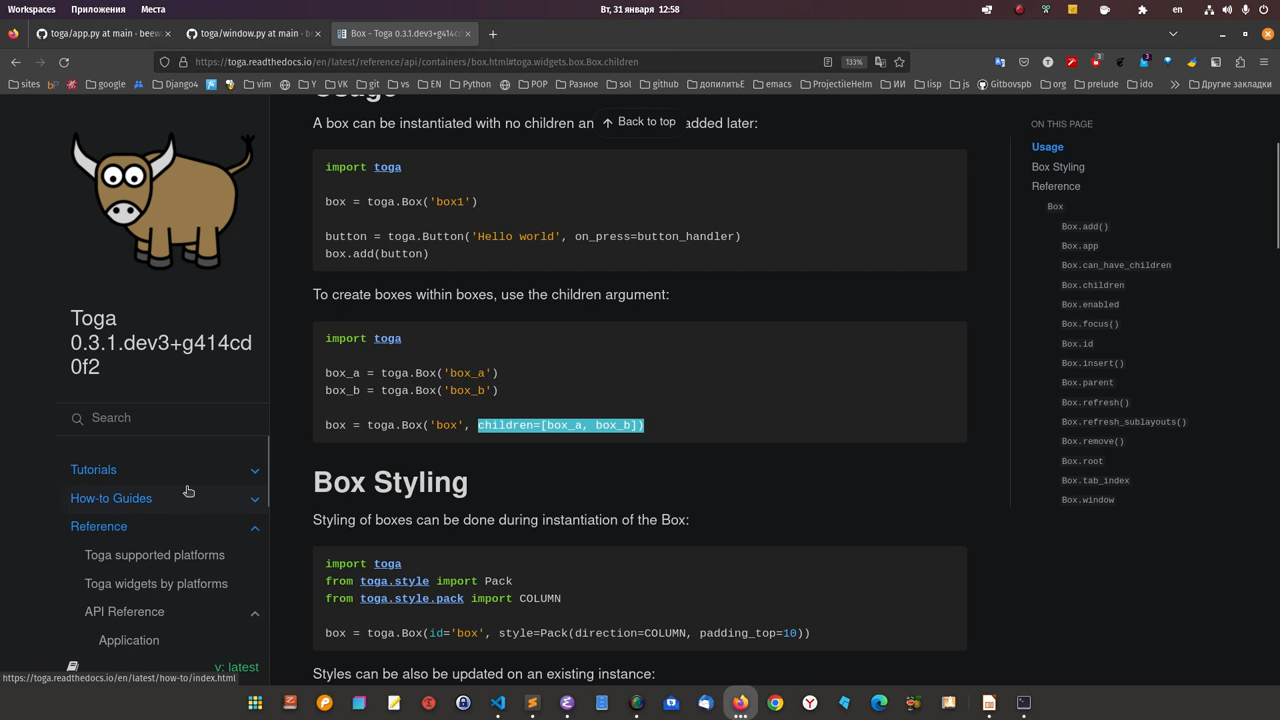 Workspaces Приложения Места Вт, 31 января 12:58 en
toga/app.py at main · beew toga/window.py at main · bee Box - Toga 0.3.1.dev3+g414c
https://toga.readthedocs.io/en/latest/reference/api/containers/box.html#toga.widgets.box.Box.children 133%
sites google Django4 vim Y VK git vs EN Python POP Разное sol github допилитьЕ emacs ProjectileHelm ИИ lisp js Gitbovspb org prelude ido Другие закладки
Usage
A box can be instantiated with no children an
Back to top
added later:
import toga
box = toga.Box('box1')
button = toga.Button('Hello world', on_press=button_handler)
box.add(button)
To create boxes within boxes, use the children argument:
import toga
box_a = toga.Box('box_a')
box_b = toga.Box('box_b')
box = toga.Box('box', children=[box_a, box_b])
Box Styling
Styling of boxes can be done during instantiation of the Box:
import toga
from toga.style import Pack
from toga.style.pack import COLUMN
box = toga.Box(id='box', style=Pack(direction=COLUMN, padding_top=10))
Styles can be also be updated on an existing instance:
Toga
0.3.1.dev3+g414cd
0f2
Search
Tutorials
How-to Guides
Reference
Toga supported platforms
Toga widgets by platforms
API Reference
Application
v: latest
https://toga.readthedocs.io/en/latest/how-to/index.html
ON THIS PAGE
Usage
Box Styling
Reference
Box
Box.add()
Box.app
Box.can_have_children
Box.children
Box.enabled
Box.focus()
Box.id
Box.insert()
Box.parent
Box.refresh()
Box.refresh_sublayouts()
Box.remove()
Box.root
Box.tab_index
Box.window